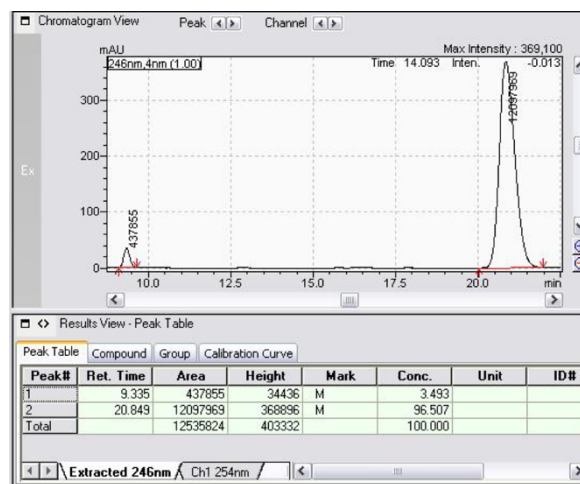 Chromatogram View Peak Channel
mAU
Max Intensity : 369,100
246nm,4nm (1.00) Time 14.093 Inten. -0.013
300
200
100
0
437855
12097969
10.0 12.5 15.0 17.5 20.0 min
Ex
Results View - Peak Table
Peak Table Compound Group Calibration Curve
Peak# Ret. Time Area Height Mark Conc. Unit ID#
1 9.335 437855 34436 M 3.493
2 20.849 12097969 368896 M 96.507
Total 12535824 403332 100.000
Extracted 246nm Ch1 254nm